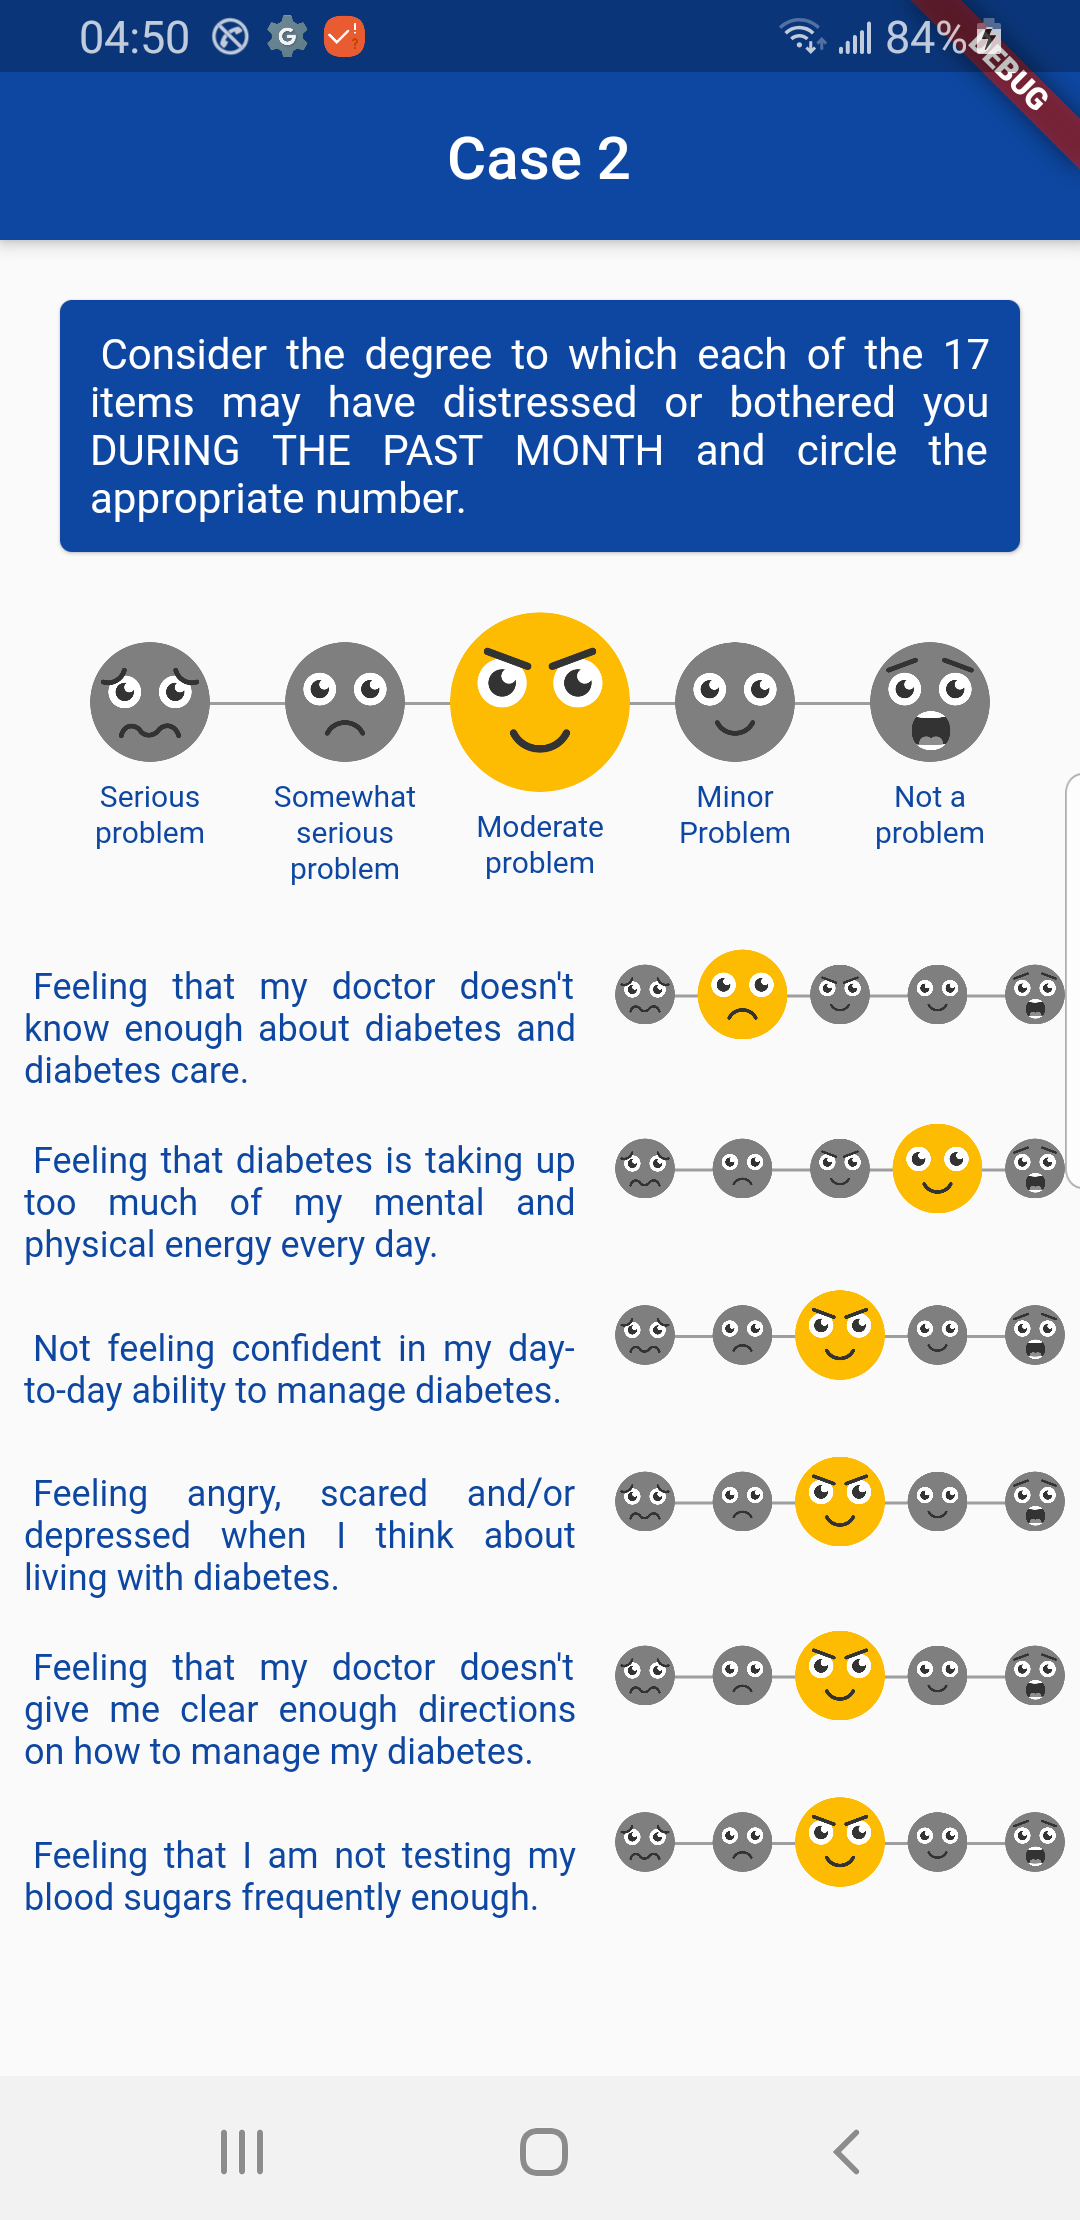 04:50
G
84%
EBUG
Case 2
Consider the degree to which each of the 17
items may have distressed or bothered you
DURING THE PAST MONTH and circle the
appropriate number.
Serious
problem
Somewhat
serious
problem
Moderate
problem
Minor
Problem
Not a
problem
Feeling that my doctor doesn't
know enough about diabetes and
diabetes care.
Feeling that diabetes is taking up
too much of my mental and
physical energy every day.
Not feeling confident in my day-
to-day ability to manage diabetes.
Feeling angry, scared and/or
depressed when I think about
living with diabetes.
Feeling that my doctor doesn't
give me clear enough directions
on how to manage my diabetes.
Feeling that I am not testing my
blood sugars frequently enough.